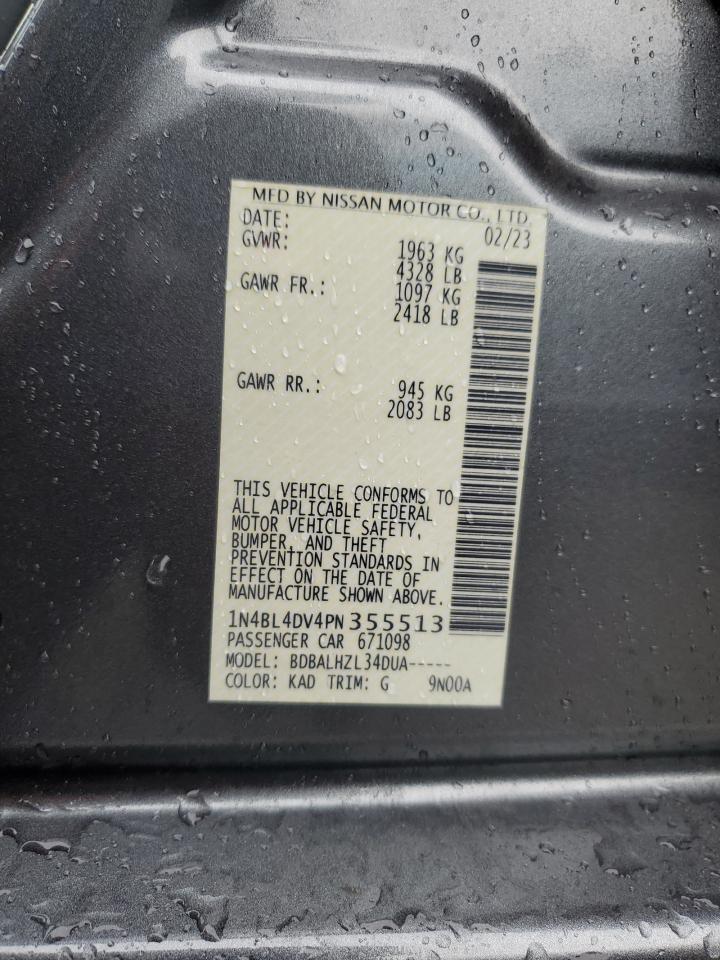 MFD BY NISSAN MOTOR CO., LTD.
DATE: 02/23
GVWR: 1963 KG
4328 LB
GAWR FR.: 1097 KG
2418 LB
GAWR RR.: 945 KG
2083 LB
THIS VEHICLE CONFORMS TO
ALL APPLICABLE FEDERAL
MOTOR VEHICLE SAFETY,
BUMPER, AND THEFT
PREVENTION STANDARDS IN
EFFECT ON THE DATE OF
MANUFACTURE SHOWN ABOVE.
1N4BL4DV4PN355513
PASSENGER CAR 671098
MODEL: BDBALHZL34DUA-----
COLOR: KAD TRIM: G 9N00A